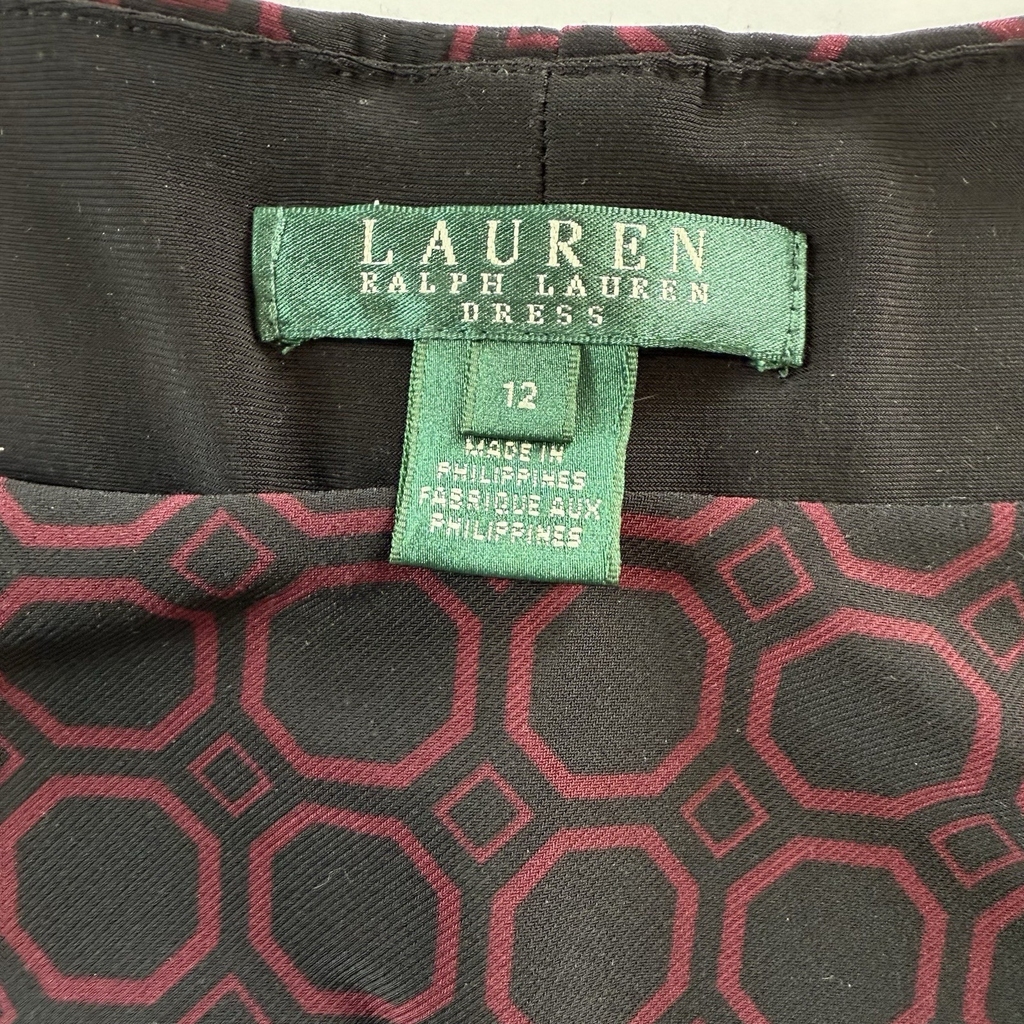 LAUREN
RALPH LAUREN
DRESS
12
MADE IN
PHILIPPINES
FABRIQUE AUX
PHILIPPINES